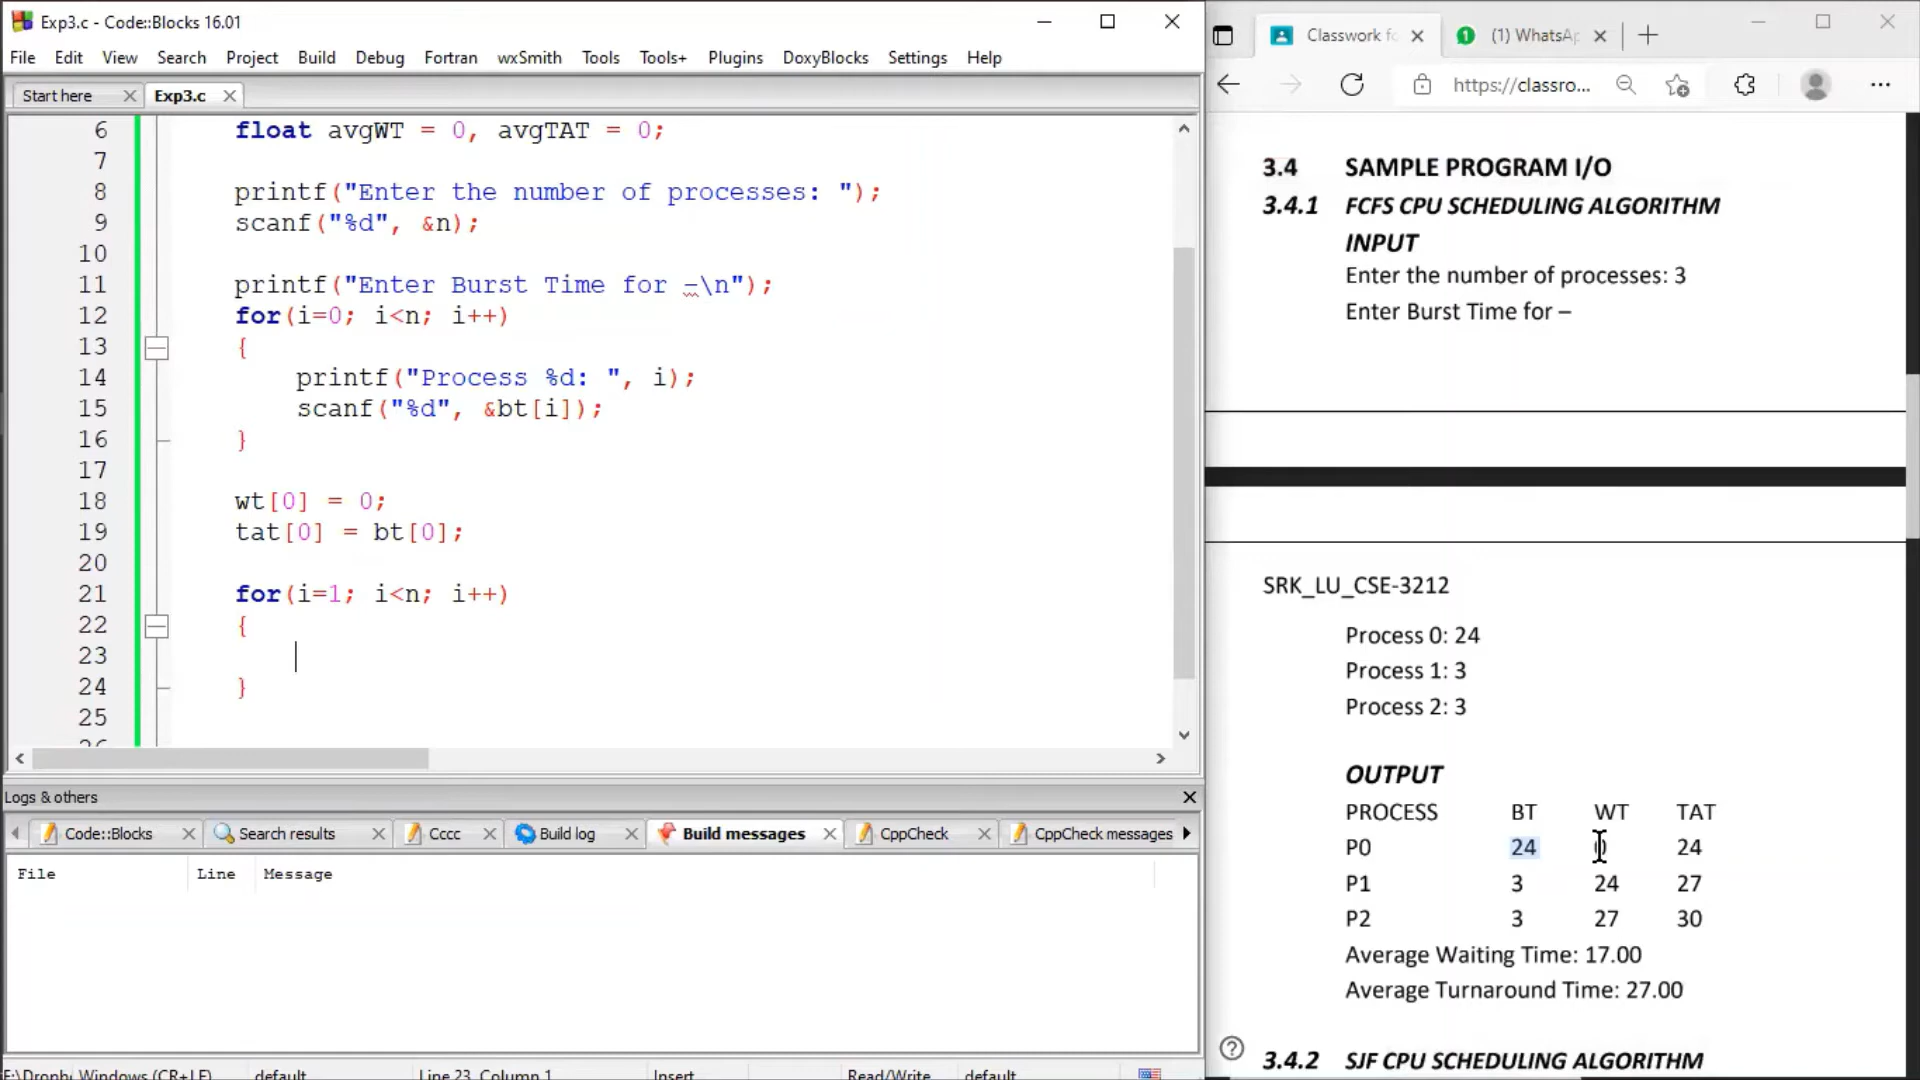 Exp3.c - Code::Blocks 16.01
File Edit View Search Project Build Debug Fortran wxSmith Tools Tools+ Plugins DoxyBlocks Settings Help
Start here
Exp3.c
6 float avgWT = 0, avgTAT = 0;
7
8 printf("Enter the number of processes: ");
9 scanf("%d", &n);
10
11 printf("Enter Burst Time for –\n");
12 for(i=0; i<n; i++)
13 {
14 printf("Process %d: ", i);
15 scanf("%d", &bt[i]);
16 }
17
18 wt[0] = 0;
19 tat[0] = bt[0];
20
21 for(i=1; i<n; i++)
22 {
23
24 }
25
Logs & others
Code::Blocks
Search results
Cccc
Build log
Build messages
CppCheck
CppCheck messages
File Line Message
Windows (CR+LF) default Line 23, Column 1 Insert Read/Write default
Classwork fo
(1) WhatsAp
https://classro...
3.4 SAMPLE PROGRAM I/O
3.4.1 FCFS CPU SCHEDULING ALGORITHM
INPUT
Enter the number of processes: 3
Enter Burst Time for –
SRK_LU_CSE-3212
Process 0: 24
Process 1: 3
Process 2: 3
OUTPUT
PROCESS BT WT TAT
P0 24 0 24
P1 3 24 27
P2 3 27 30
Average Waiting Time: 17.00
Average Turnaround Time: 27.00
3.4.2 SJF CPU SCHEDULING ALGORITHM